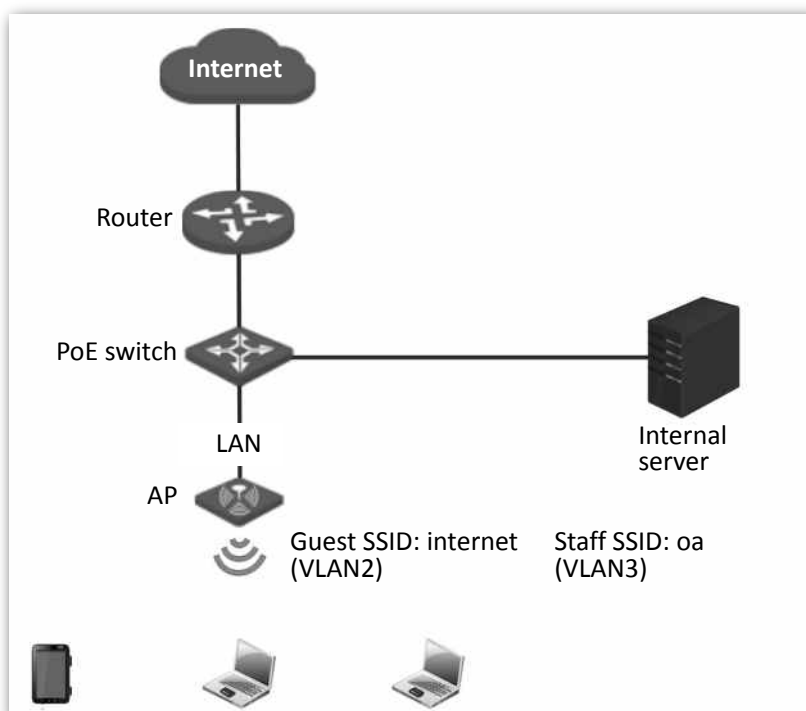 Internet
Router
PoE switch
Internal
server
LAN
AP
Guest SSID: internet
(VLAN2)
Staff SSID: oa
(VLAN3)